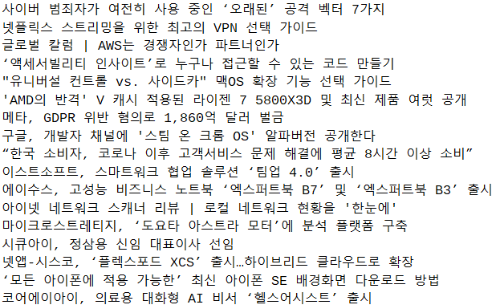 사이버 범죄자가 여전히 사용 중인 ‘오래된’ 공격 벡터 7가지
넷플릭스 스트리밍을 위한 최고의 VPN 선택 가이드
글로벌 칼럼 | AWS는 경쟁자인가 파트너인가
‘액세서빌리티 인사이트’로 누구나 접근할 수 있는 코드 만들기
"유니버설 컨트롤 vs. 사이드카" 맥OS 확장 기능 선택 가이드
'AMD의 반격' V 캐시 적용된 라이젠 7 5800X3D 및 최신 제품 여럿 공개
메타, GDPR 위반 혐의로 1,860억 달러 벌금
구글, 개발자 채널에 '스팀 온 크롬 OS' 알파버전 공개한다
“한국 소비자, 코로나 이후 고객서비스 문제 해결에 평균 8시간 이상 소비”
이스트소프트, 스마트워크 협업 솔루션 ‘팀업 4.0’ 출시
에이수스, 고성능 비즈니스 노트북 ‘엑스퍼트북 B7’ 및 ‘엑스퍼트북 B3’ 출시
아이넷 네트워크 스캐너 리뷰 | 로컬 네트워크 현황을 '한눈에'
마이크로스트레티지, ‘도요타 아스트라 모터’에 분석 플랫폼 구축
시큐아이, 정삼용 신임 대표이사 선임
넷앱-시스코, ‘플렉스포드 XCS’ 출시…하이브리드 클라우드로 확장
‘모든 아이폰에 적용 가능한’ 최신 아이폰 SE 배경화면 다운로드 방법
코어에이아이, 의료용 대화형 AI 비서 ‘헬스어시스트’ 출시